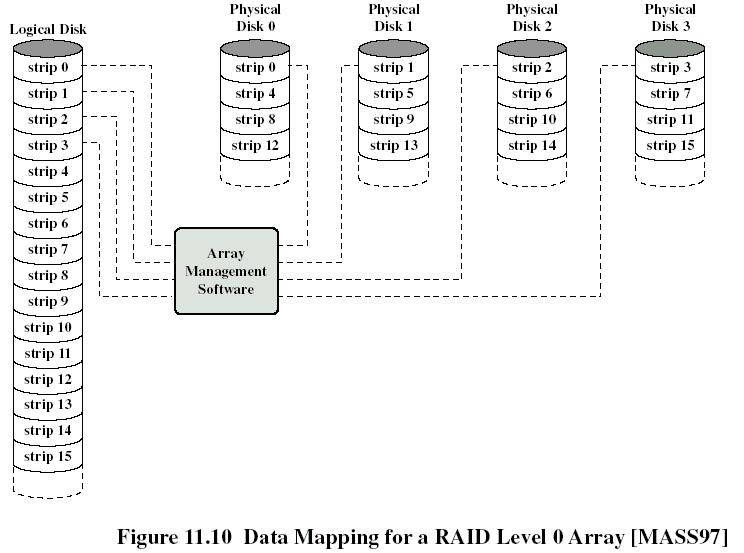 Logical Disk
strip 0
strip 1
strip 2
strip 3
strip 4
strip 5
strip 6
strip 7
strip 8
strip 9
strip 10
strip 11
strip 12
strip 13
strip 14
strip 15
Physical
Disk 0
strip 0
strip 4
strip 8
strip 12
Physical
Disk 1
strip 1
strip 5
strip 9
strip 13
Physical
Disk 2
strip 2
strip 6
strip 10
strip 14
Physical
Disk 3
strip 3
strip 7
strip 11
strip 15
Array
Management
Software
Figure 11.10 Data Mapping for a RAID Level 0 Array [MASS97]